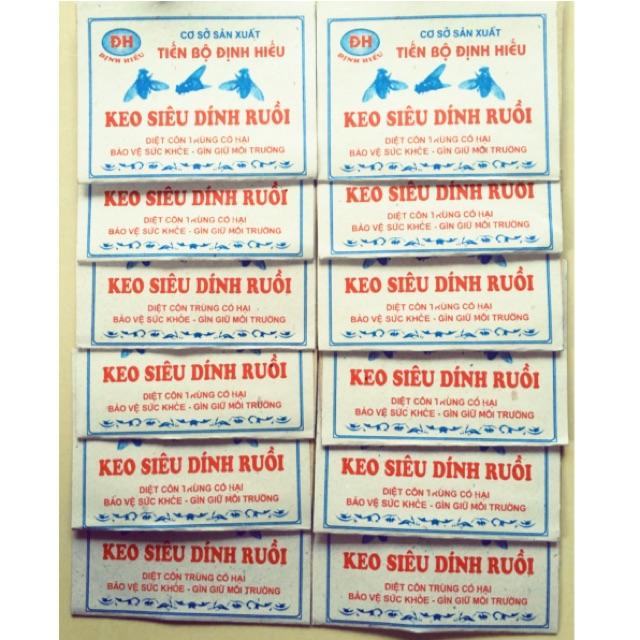 ĐH
ĐỊNH HIẾU
CƠ SỞ SẢN XUẤT
TIẾN BỘ ĐỊNH HIẾU
KEO SIÊU DÍNH RUỒI
DIỆT CÔN TRÙNG CÓ HẠI
BẢO VỆ SỨC KHỎE - GÌN GIỮ MÔI TRƯỜNG
ĐH
ĐỊNH HIẾU
CƠ SỞ SẢN XUẤT
TIẾN BỘ ĐỊNH HIẾU
KEO SIÊU DÍNH RUỒI
DIỆT CÔN TRÙNG CÓ HẠI
BẢO VỆ SỨC KHỎE - GÌN GIỮ MÔI TRƯỜNG
KEO SIÊU DÍNH RUỒI
DIỆT CÔN TRÙNG CÓ HẠI
BẢO VỆ SỨC KHỎE - GÌN GIỮ MÔI TRƯỜNG
KEO SIÊU DÍNH RUỒI
DIỆT CÔN TRÙNG CÓ HẠI
BẢO VỆ SỨC KHỎE - GÌN GIỮ MÔI TRƯỜNG
KEO SIÊU DÍNH RUỒI
DIỆT CÔN TRÙNG CÓ HẠI
BẢO VỆ SỨC KHỎE - GÌN GIỮ MÔI TRƯỜNG
KEO SIÊU DÍNH RUỒI
DIỆT CÔN TRÙNG CÓ HẠI
BẢO VỆ SỨC KHỎE - GÌN GIỮ MÔI TRƯỜNG
KEO SIÊU DÍNH RUỒI
DIỆT CÔN TRÙNG CÓ HẠI
BẢO VỆ SỨC KHỎE - GÌN GIỮ MÔI TRƯỜNG
KEO SIÊU DÍNH RUỒI
DIỆT CÔN TRÙNG CÓ HẠI
BẢO VỆ SỨC KHỎE - GÌN GIỮ MÔI TRƯỜNG
KEO SIÊU DÍNH RUỒI
DIỆT CÔN TRÙNG CÓ HẠI
BẢO VỆ SỨC KHỎE - GÌN GIỮ MÔI TRƯỜNG
KEO SIÊU DÍNH RUỒI
DIỆT CÔN TRÙNG CÓ HẠI
BẢO VỆ SỨC KHỎE - GÌN GIỮ MÔI TRƯỜNG
KEO SIÊU DÍNH RUỒI
DIỆT CÔN TRÙNG CÓ HẠI
BẢO VỆ SỨC KHỎE - GÌN GIỮ MÔI TRƯỜNG
KEO SIÊU DÍNH RUỒI
DIỆT CÔN TRÙNG CÓ HẠI
BẢO VỆ SỨC KHỎE - GÌN GIỮ MÔI TRƯỜNG